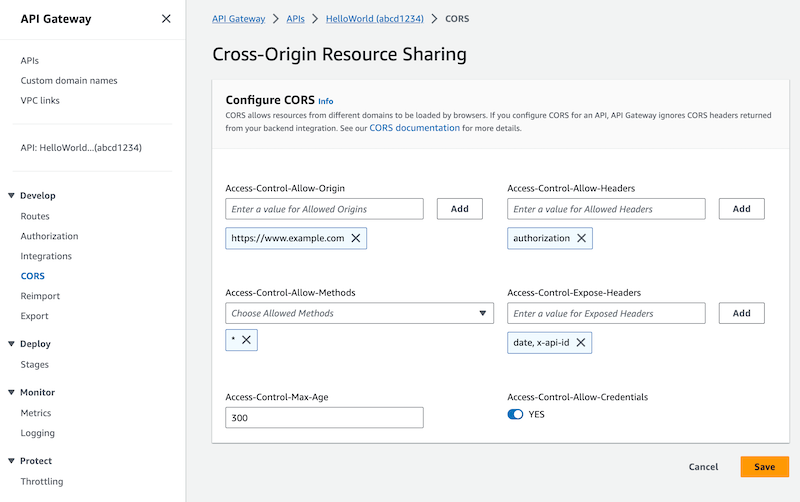 API Gateway
APIs
Custom domain names
VPC links
API: HelloWorld...(abcd1234)
Develop
Routes
Authorization
Integrations
CORS
Reimport
Export
Deploy
Stages
Monitor
Metrics
Logging
Protect
Throttling
API Gateway > APIs > HelloWorld (abcd1234) > CORS
Cross-Origin Resource Sharing
Configure CORS Info
CORS allows resources from different domains to be loaded by browsers. If you configure CORS for an API, API Gateway ignores CORS headers returned
from your backend integration. See our CORS documentation for more details.
Access-Control-Allow-Origin
Enter a value for Allowed Origins
Add
https://www.example.com
Access-Control-Allow-Headers
Enter a value for Allowed Headers
Add
authorization
Access-Control-Allow-Methods
Choose Allowed Methods
*
Access-Control-Expose-Headers
Enter a value for Exposed Headers
Add
date, x-api-id
Access-Control-Max-Age
300
Access-Control-Allow-Credentials
YES
Cancel
Save